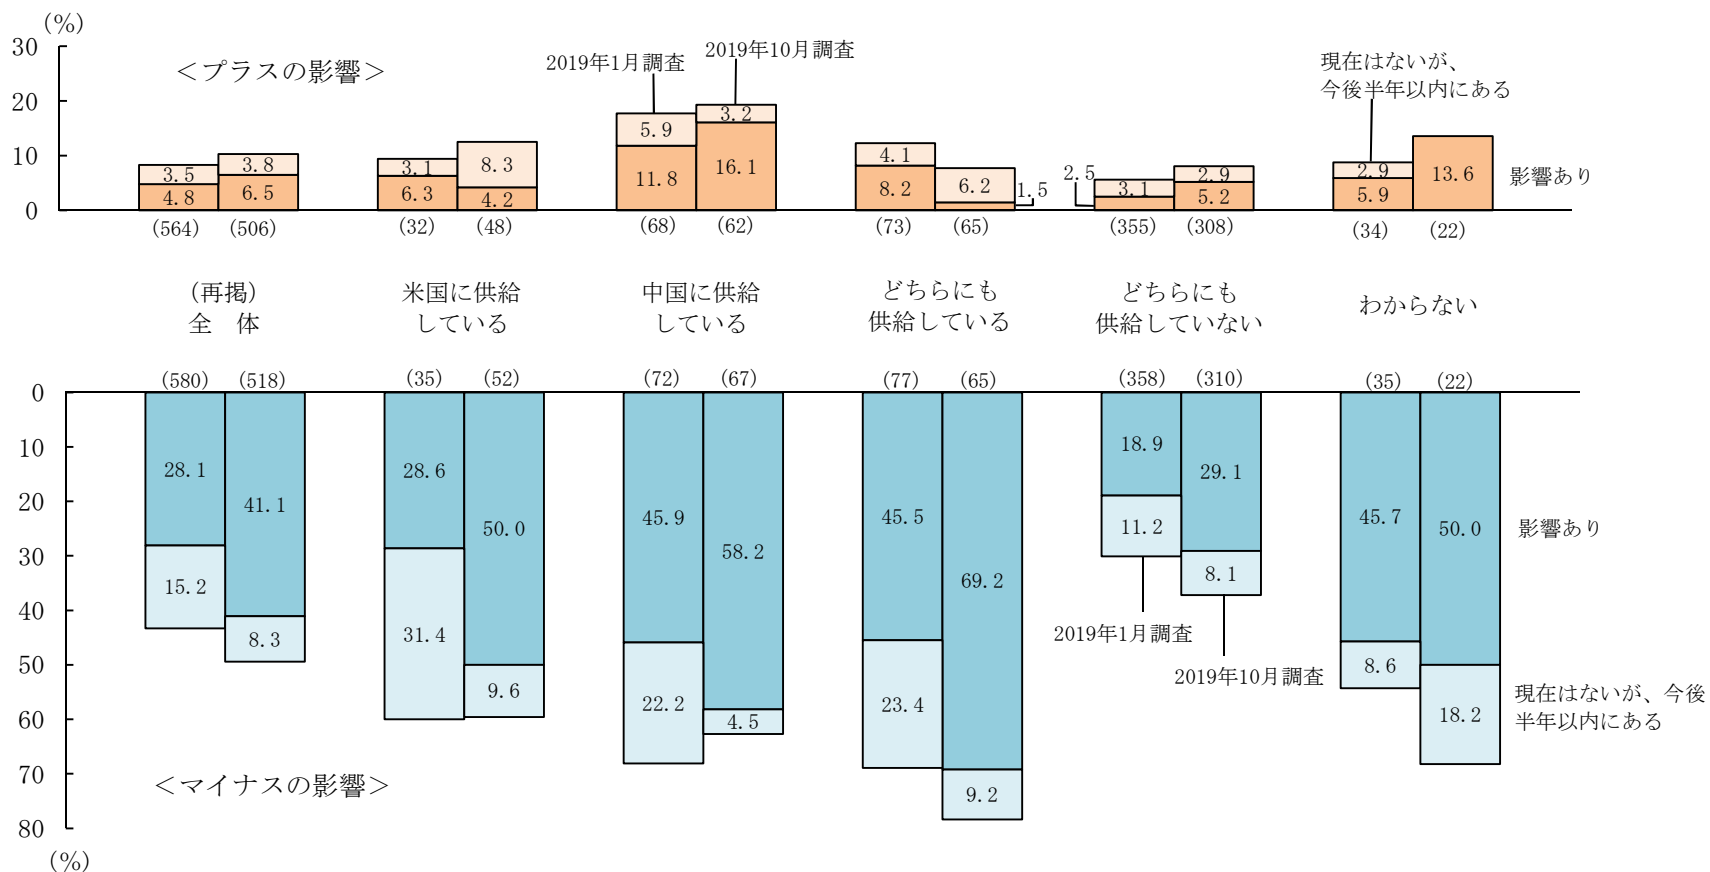 (%)
30
20
10
0
＜プラスの影響＞
2019年1月調査
2019年10月調査
現在はないが、
今後半年以内にある
影響あり
3.5
4.8
3.8
6.5
3.1
6.3
8.3
4.2
5.9
11.8
3.2
16.1
4.1
8.2
6.2
1.5
2.5
3.1
2.9
5.2
2.9
5.9
13.6
(564) (506) (32) (48) (68) (62) (73) (65) (355) (308) (34) (22)
(再掲)
全　体
米国に供給
している
中国に供給
している
どちらにも
供給している
どちらにも
供給していない
わからない
(580) (518) (35) (52) (72) (67) (77) (65) (358) (310) (35) (22)
0
10
20
30
40
50
60
70
80
(%)
28.1
15.2
41.1
8.3
28.6
31.4
50.0
9.6
45.9
22.2
58.2
4.5
45.5
23.4
69.2
9.2
18.9
11.2
29.1
8.1
45.7
8.6
50.0
18.2
2019年1月調査
2019年10月調査
影響あり
現在はないが、今後
半年以内にある
＜マイナスの影響＞